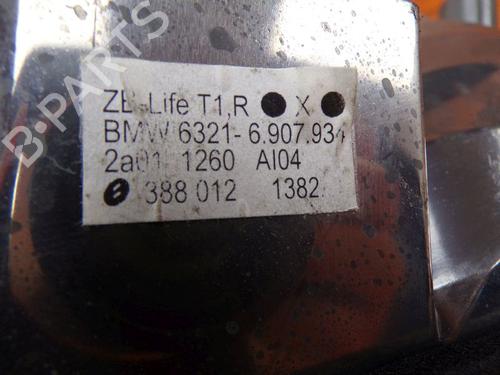 B-PARTS
ZB-Life T1,R ● X ●
BMW 6321- 6.907.934
2a01 1260 AI04
388 012 1382